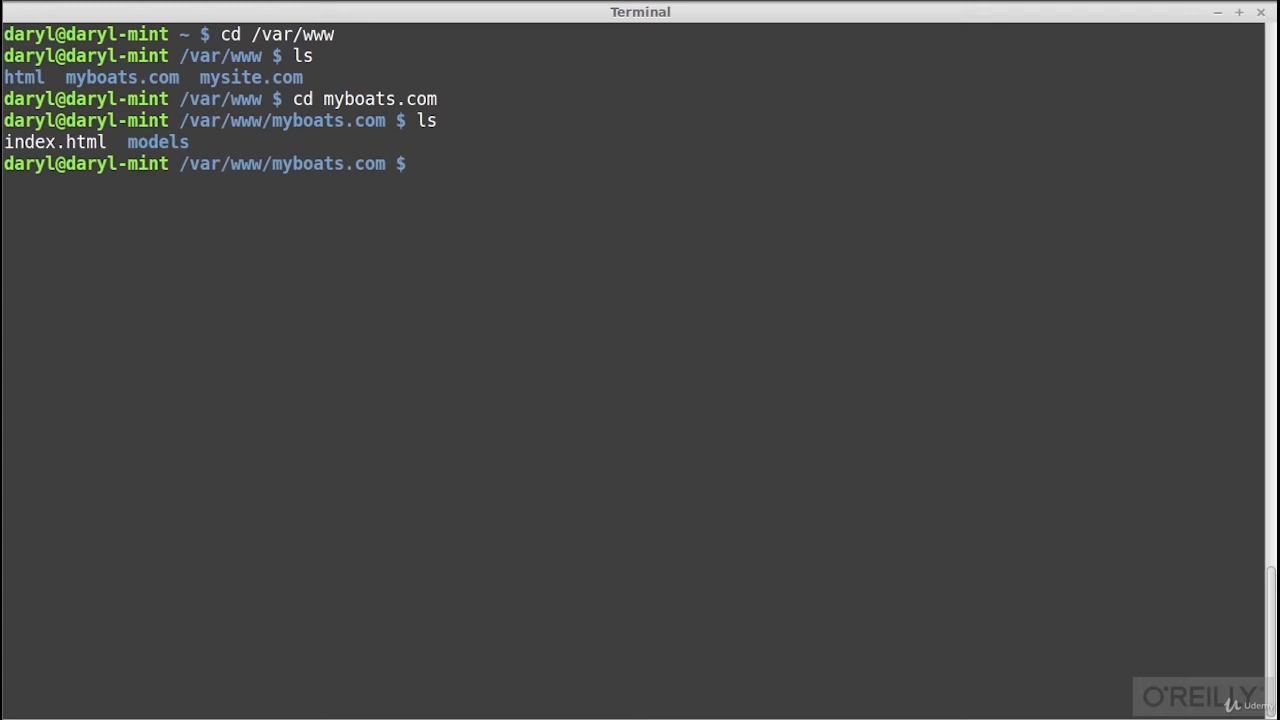 Terminal
daryl@daryl-mint ~ $ cd /var/www
daryl@daryl-mint /var/www $ ls
html  myboats.com  mysite.com
daryl@daryl-mint /var/www $ cd myboats.com
daryl@daryl-mint /var/www/myboats.com $ ls
index.html  models
daryl@daryl-mint /var/www/myboats.com $
O'REILLY
Udemy